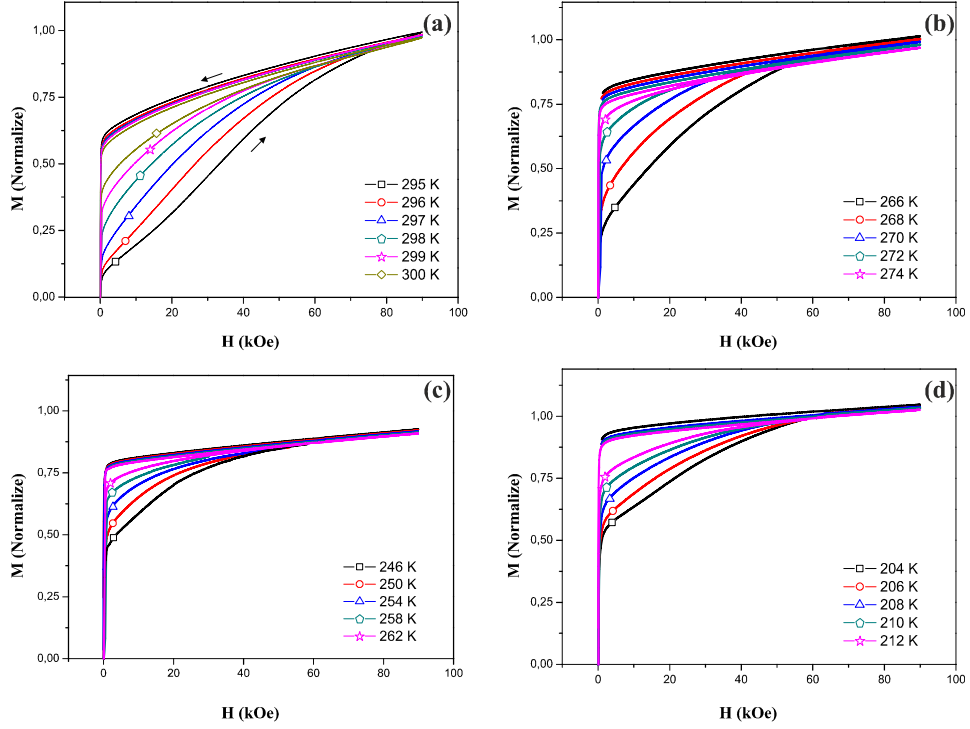 (a)
M (Normalize)
1,00
0,75
0,50
0,25
0,00
0
20
40
60
80
100
H (kOe)
295 K
296 K
297 K
298 K
299 K
300 K
(b)
M (Normalize)
1,00
0,75
0,50
0,25
0,00
0
20
40
60
80
100
H (kOe)
266 K
268 K
270 K
272 K
274 K
(c)
M (Normalize)
1,00
0,75
0,50
0,25
0,00
0
20
40
60
80
100
H (kOe)
246 K
250 K
254 K
258 K
262 K
(d)
M (Normalize)
1,00
0,75
0,50
0,25
0,00
0
20
40
60
80
100
H (kOe)
204 K
206 K
208 K
210 K
212 K